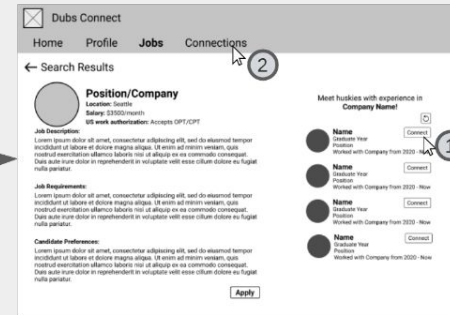 Dubs Connect
Home Profile Jobs Connections
2
← Search Results
Position/Company
Location: Seattle
Salary: $3500/month
US work authorization: Accepts OPT/CPT
Job Description:
Lorem ipsum dolor sit amet, consectetur adipiscing elit, sed do eiusmod tempor
incididunt ut labore et dolore magna aliqua. Ut enim ad minim veniam, quis
nostrud exercitation ullamco laboris nisi ut aliquip ex ea commodo consequat.
Duis aute irure dolor in reprehenderit in voluptate velit esse cillum dolore eu fugiat
nulla pariatur.
Job Requirements:
Lorem ipsum dolor sit amet, consectetur adipiscing elit, sed do eiusmod tempor
incididunt ut labore et dolore magna aliqua. Ut enim ad minim veniam, quis
nostrud exercitation ullamco laboris nisi ut aliquip ex ea commodo consequat.
Duis aute irure dolor in reprehenderit in voluptate velit esse cillum dolore eu fugiat
nulla pariatur.
Candidate Preferences:
Lorem ipsum dolor sit amet, consectetur adipiscing elit, sed do eiusmod tempor
incididunt ut labore et dolore magna aliqua. Ut enim ad minim veniam, quis
nostrud exercitation ullamco laboris nisi ut aliquip ex ea commodo consequat.
Duis aute irure dolor in reprehenderit in voluptate velit esse cillum dolore eu fugiat
nulla pariatur.
Apply
Meet huskies with experience in
Company Name!
Name
Graduate Year
Position
Worked with Company from 2020 -
Connect
1
Name
Graduate Year
Position
Worked with Company from 2020 - Now
Connect
Name
Graduate Year
Position
Worked with Company from 2020 - Now
Connect
Name
Graduate Year
Position
Worked with Company from 2020 - Now
Connect